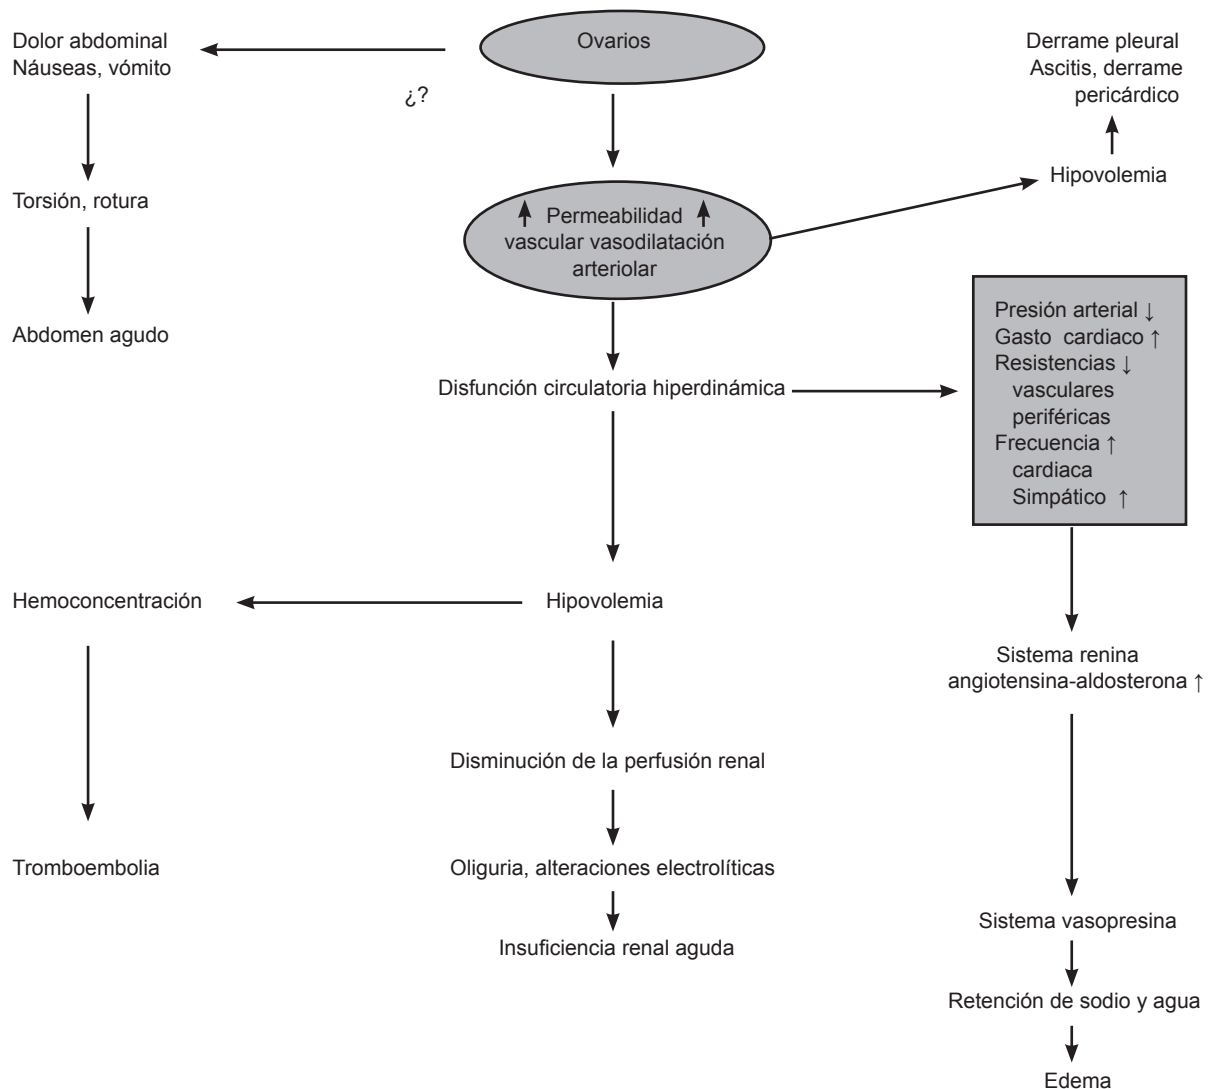 Dolor abdominal
Náuseas, vómito
Ovarios
Derrame pleural
Ascitis, derrame
pericárdico
¿?
Hipovolemia
Torsión, rotura
↑ Permeabilidad ↑
vascular vasodilatación
arteriolar
Abdomen agudo
Presión arterial ↓
Gasto cardiaco ↑
Resistencias ↓
vasculares
periféricas
Frecuencia ↑
cardiaca
Simpático ↑
Disfunción circulatoria hiperdinámica
Hemoconcentración
Hipovolemia
Sistema renina
angiotensina-aldosterona ↑
Disminución de la perfusión renal
Tromboembolia
Oliguria, alteraciones electrolíticas
Sistema vasopresina
Insuficiencia renal aguda
Retención de sodio y agua
Edema